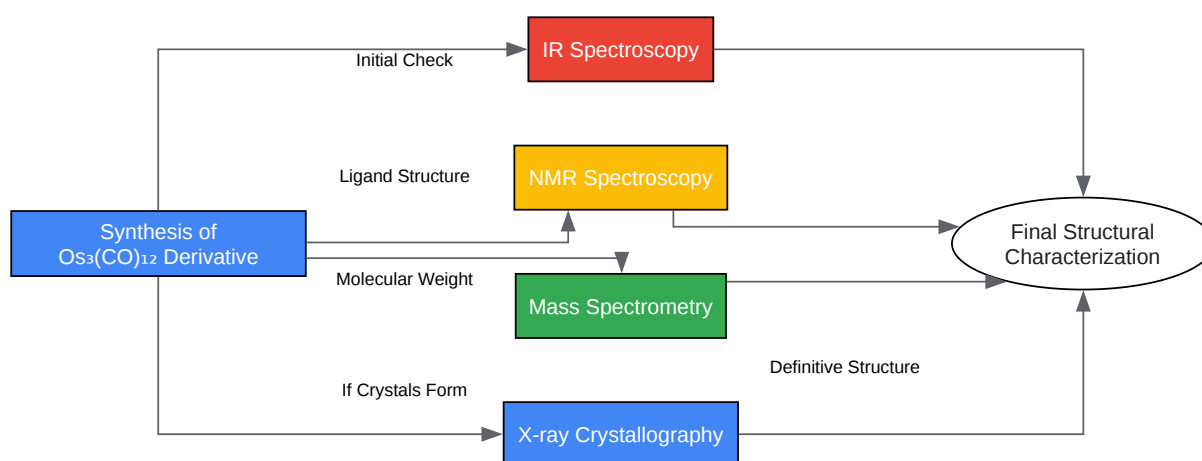 IR Spectroscopy
Initial Check
NMR Spectroscopy
Ligand Structure
Synthesis of
Os₃(CO)₁₂ Derivative
Final Structural
Characterization
Molecular Weight
Mass Spectrometry
Definitive Structure
If Crystals Form
X-ray Crystallography